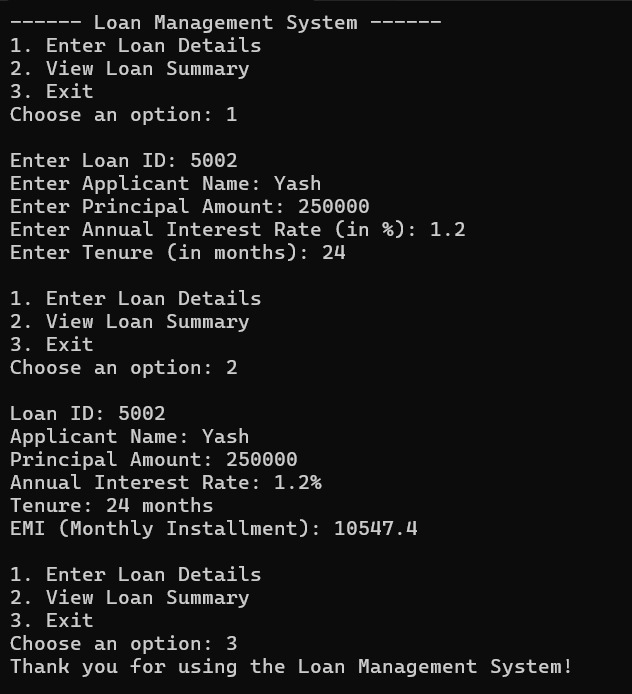 ------ Loan Management System ------
1. Enter Loan Details
2. View Loan Summary
3. Exit
Choose an option: 1
Enter Loan ID: 5002
Enter Applicant Name: Yash
Enter Principal Amount: 250000
Enter Annual Interest Rate (in %): 1.2
Enter Tenure (in months): 24
1. Enter Loan Details
2. View Loan Summary
3. Exit
Choose an option: 2
Loan ID: 5002
Applicant Name: Yash
Principal Amount: 250000
Annual Interest Rate: 1.2%
Tenure: 24 months
EMI (Monthly Installment): 10547.4
1. Enter Loan Details
2. View Loan Summary
3. Exit
Choose an option: 3
Thank you for using the Loan Management System!